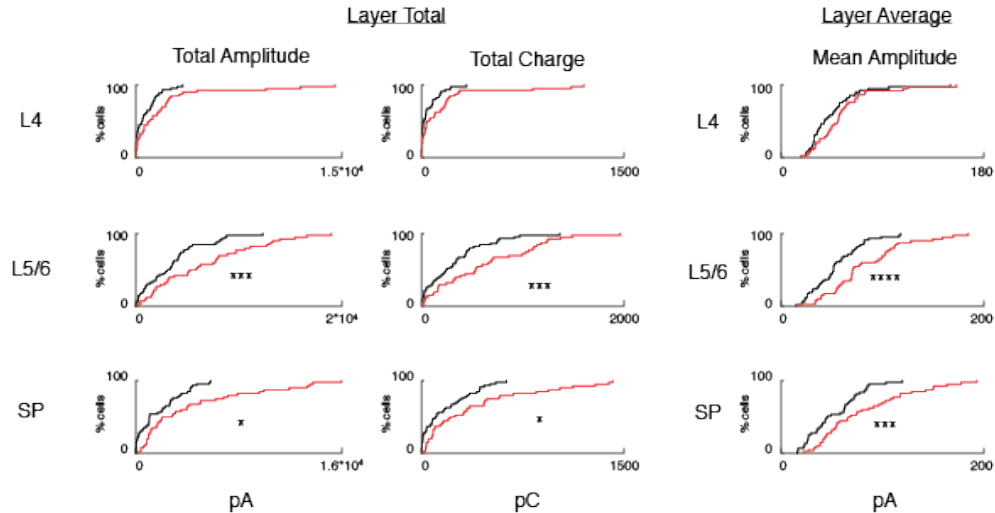 Layer Total Layer Average
Total Amplitude Total Charge Mean Amplitude
L4 % cells 100 0 0 1.5*10⁴ % cells 100 0 0 1500 L4 % cells 100 0 0 180
L5/6 % cells 100 0 0 2*10⁴ *** % cells 100 0 0 2000 *** L5/6 % cells 100 0 0 200 ****
SP % cells 100 0 0 1.6*10⁴ * % cells 100 0 0 1500 * SP % cells 100 0 0 200 ***
pA pC pA